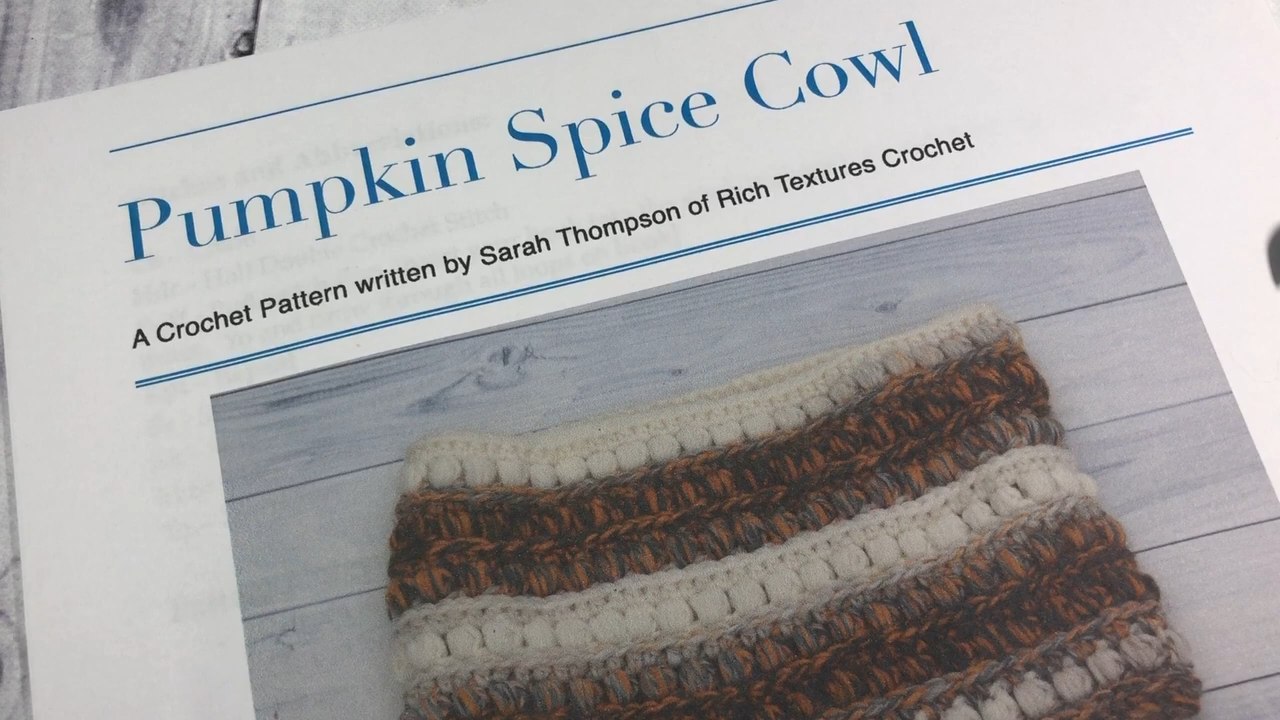 Pumpkin Spice Cowl
A Crochet Pattern written by Sarah Thompson of Rich Textures Crochet